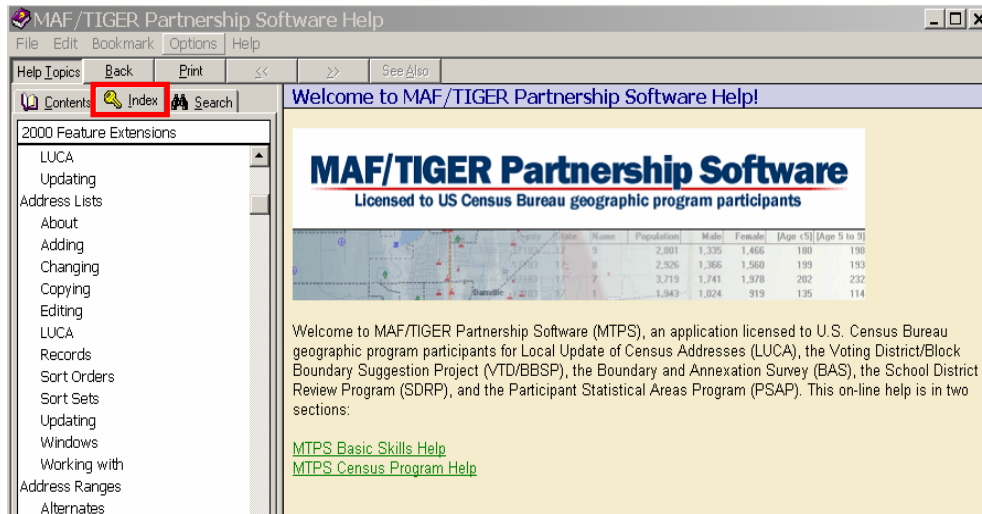 MAF/TIGER Partnership Software Help
File Edit Bookmark Options Help
Help Topics Back Print << >> See Also
Contents Index Search
Welcome to MAF/TIGER Partnership Software Help!
2000 Feature Extensions
LUCA
Updating
Address Lists
About
Adding
Changing
Copying
Editing
LUCA
Records
Sort Orders
Sort Sets
Updating
Windows
Working with
Address Ranges
Alternates
MAF/TIGER Partnership Software
Licensed to US Census Bureau geographic program participants
Name Population Male Female [Age <5] [Age 5 to 9]
9 2,801 1,335 1,466 180 198
8 2,926 1,366 1,560 199 193
7 3,719 1,741 1,978 202 232
1 1,943 1,024 919 135 114
Danville
Welcome to MAF/TIGER Partnership Software (MTPS), an application licensed to U.S. Census Bureau
geographic program participants for Local Update of Census Addresses (LUCA), the Voting District/Block
Boundary Suggestion Project (VTD/BBSP), the Boundary and Annexation Survey (BAS), the School District
Review Program (SDRP), and the Participant Statistical Areas Program (PSAP). This on-line help is in two
sections:
MTPS Basic Skills Help
MTPS Census Program Help